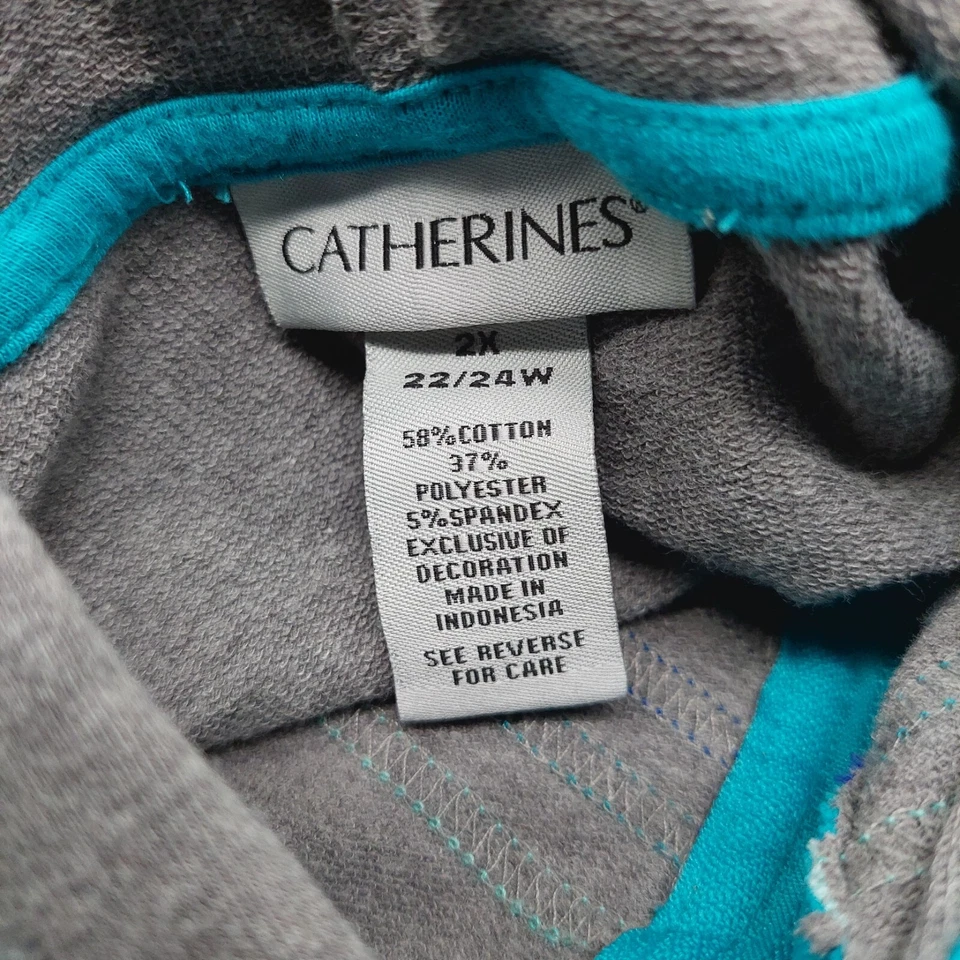 CATHERINES®
2X
22/24W
58%COTTON
37%
POLYESTER
5%SPANDEX
EXCLUSIVE OF
DECORATION
MADE IN
INDONESIA
SEE REVERSE
FOR CARE